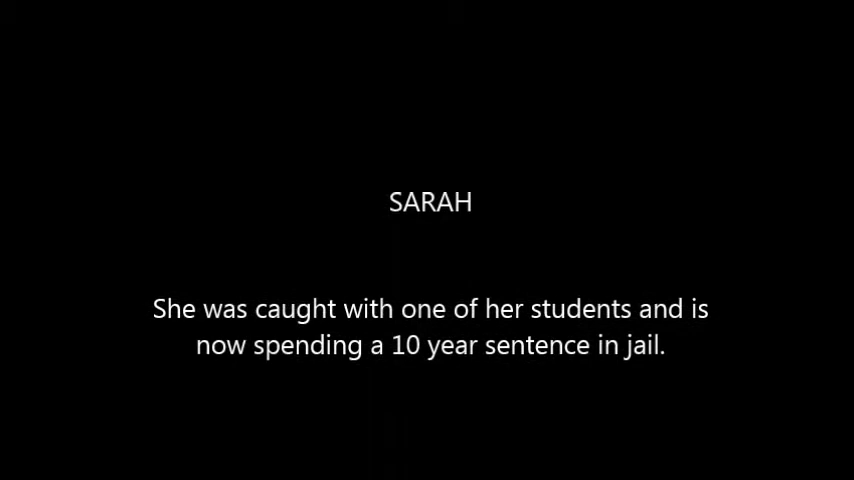 SARAH
She was caught with one of her students and is
now spending a 10 year sentence in jail.